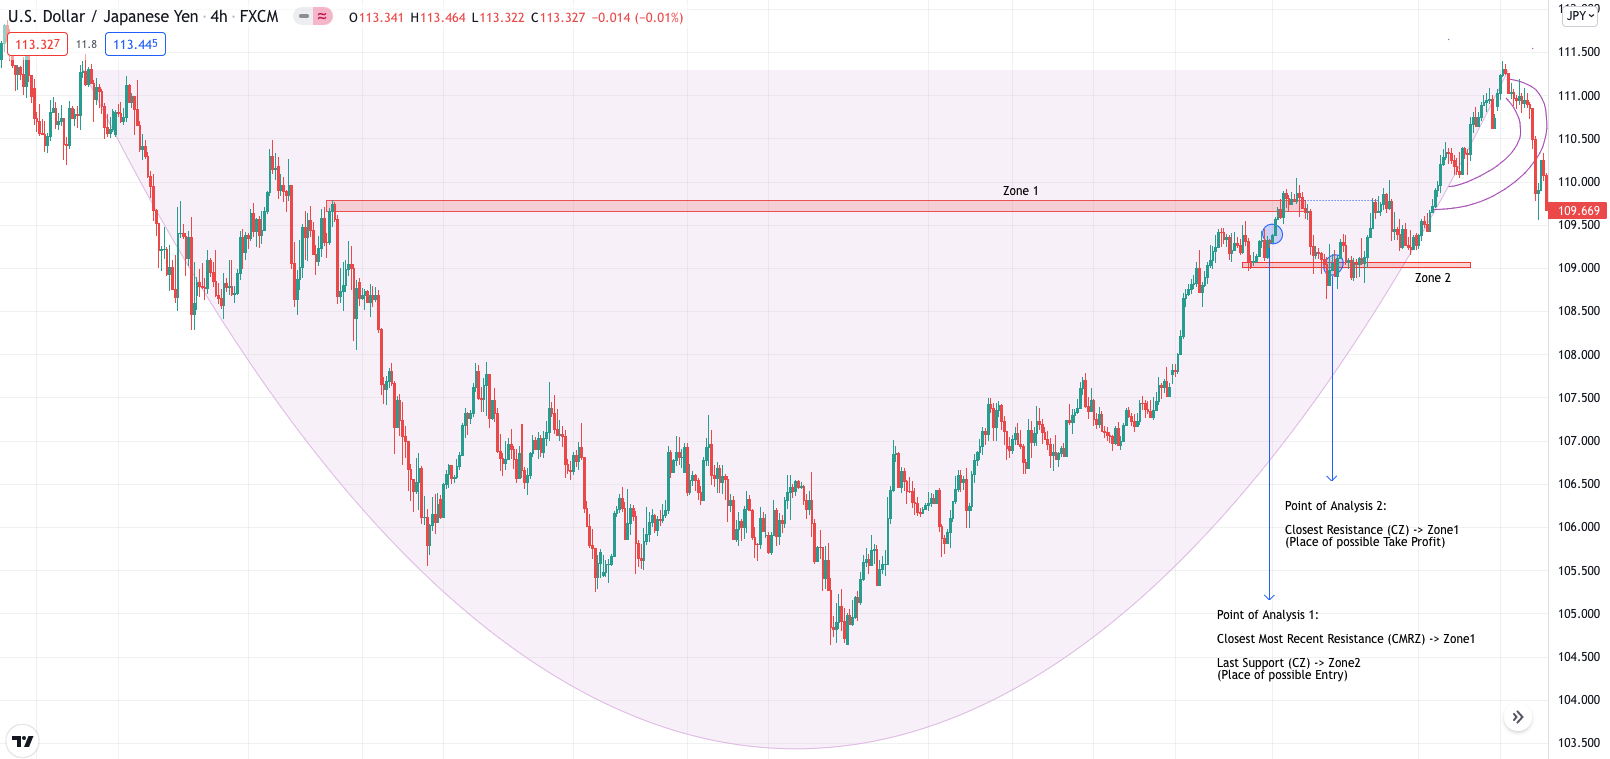 U.S. Dollar / Japanese Yen · 4h · FXCM O113.341 H113.464 L113.322 C113.327 −0.014 (−0.01%)
JPY
113.327 11.8 113.445
111.500
111.000
110.500
Zone 1
110.000
109.669
109.500
109.000
Zone 2
108.500
108.000
107.500
107.000
106.500
Point of Analysis 2:
Closest Resistance (CZ) -> Zone1
(Place of possible Take Profit)
106.000
105.500
105.000
Point of Analysis 1:
Closest Most Recent Resistance (CMRZ) -> Zone1
Last Support (CZ) -> Zone2
(Place of possible Entry)
104.500
104.000
103.500